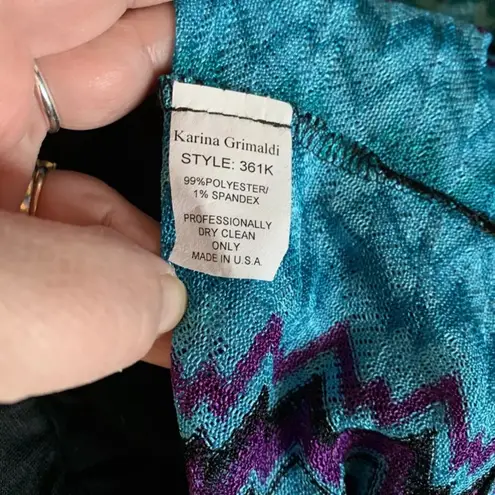 Karina Grimaldi
STYLE: 361K
99%POLYESTER/
1% SPANDEX
PROFESSIONALLY
DRY CLEAN
ONLY
MADE IN U.S.A.